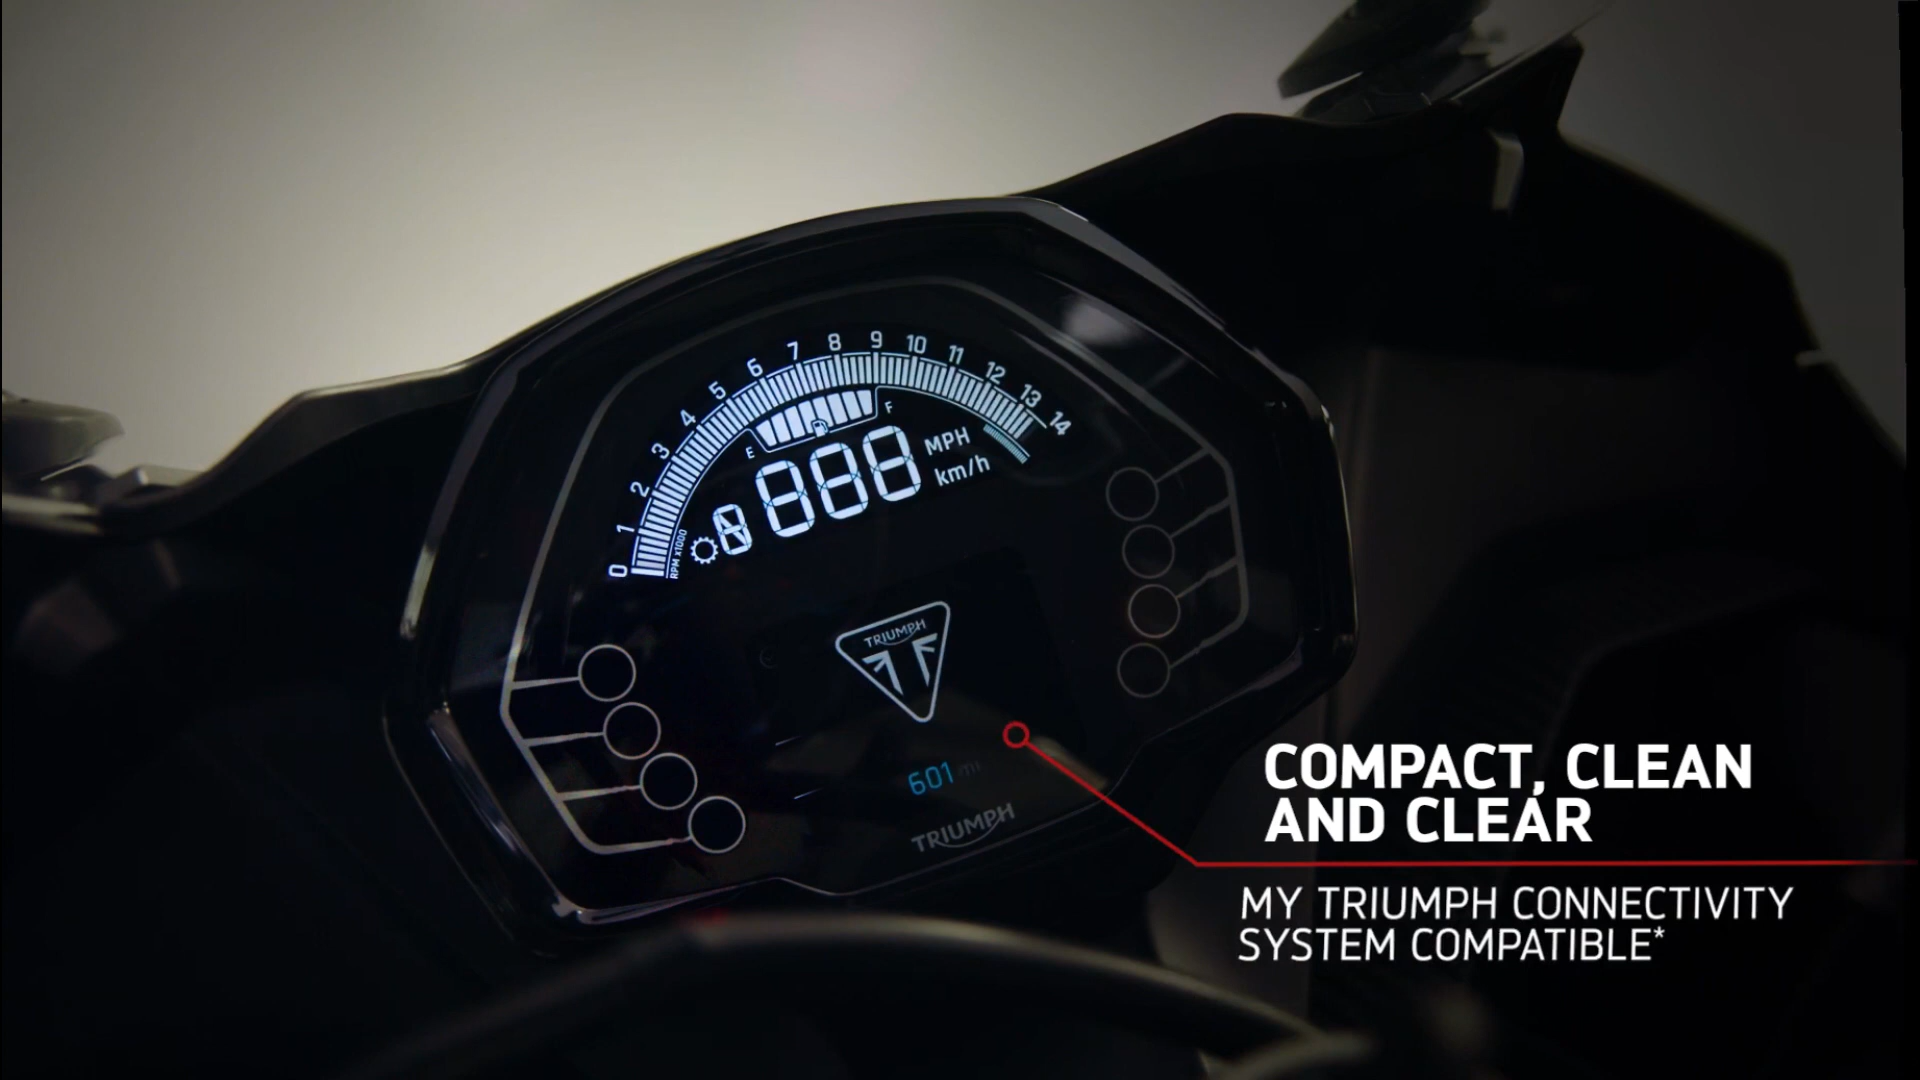 0
1
2
3
4
5
6
7
8
9
10
11
12
13
14
RPM x1000
E
F
888
MPH
km/h
TRIUMPH
601
TRIUMPH
COMPACT, CLEAN
AND CLEAR
MY TRIUMPH CONNECTIVITY
SYSTEM COMPATIBLE*